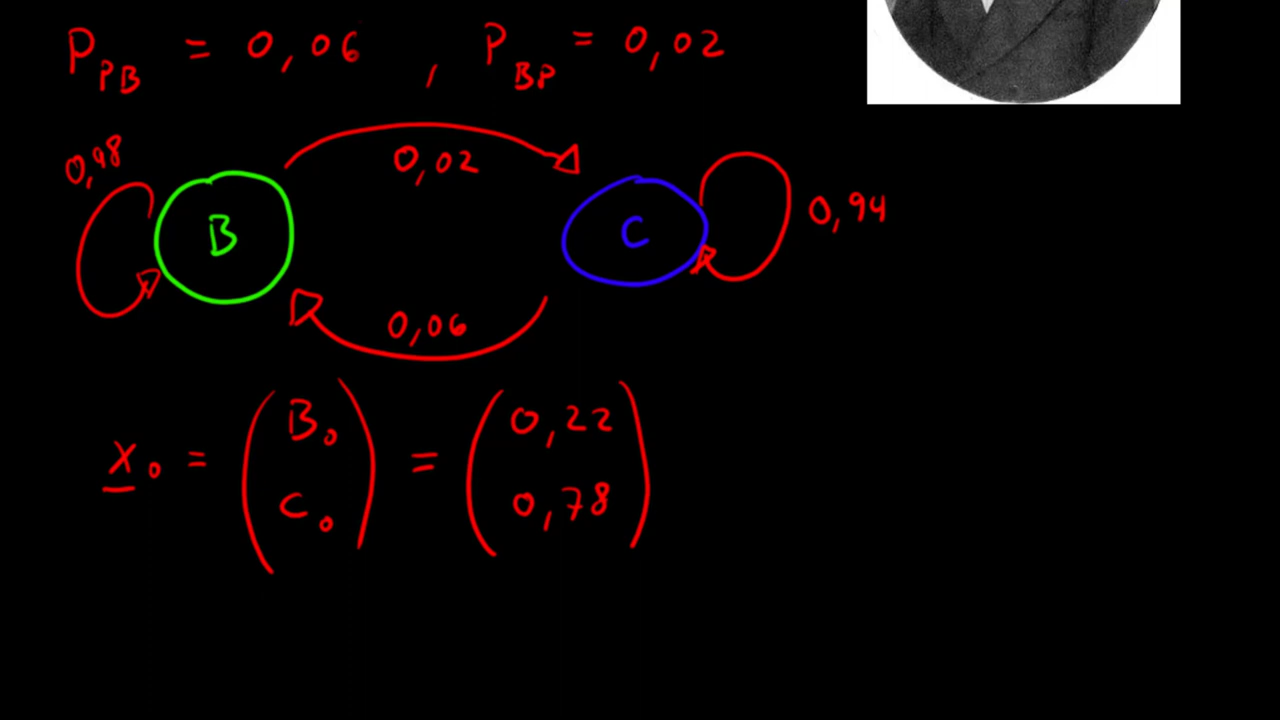 P_PB = 0,06 , P_BP = 0,02
0,98
0,02
B
C
0,94
0,06
x_0 = (B_0 C_0) = (0,22 0,78)